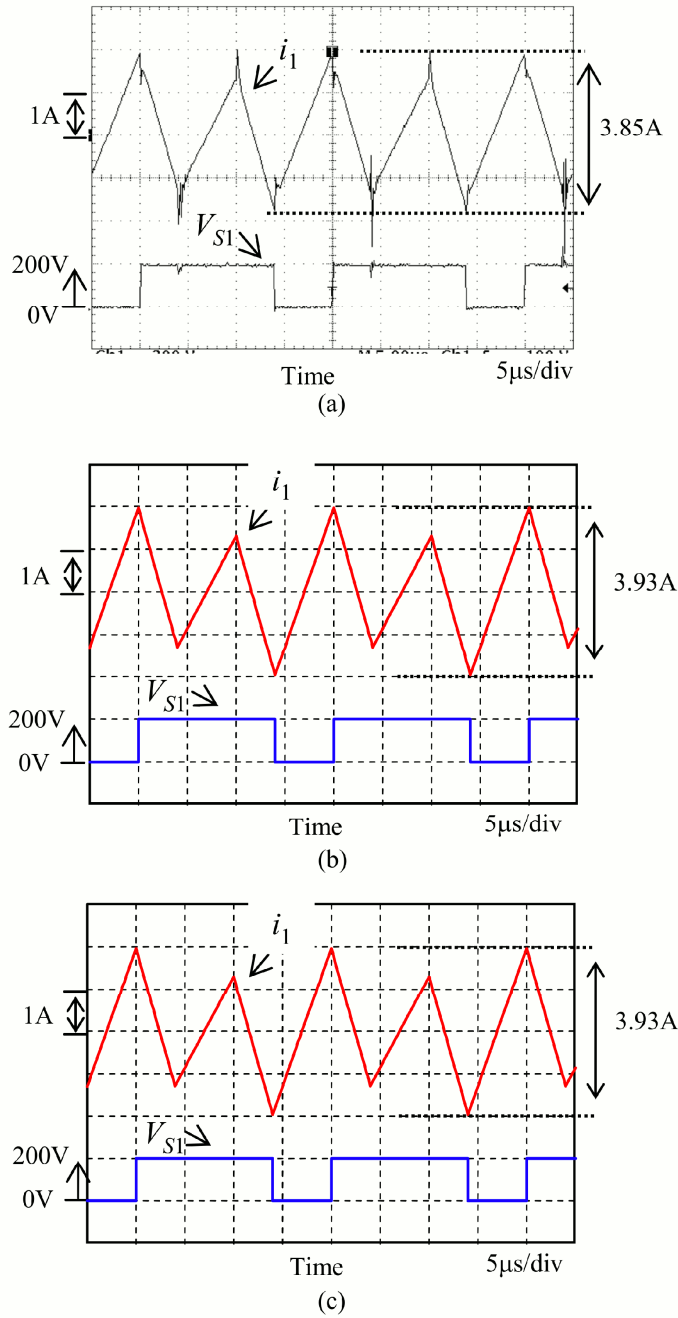 i1
1A
3.85A
VS1
200V
0V
Time
5μs/div
(a)
i1
1A
3.93A
VS1
200V
0V
Time
5μs/div
(b)
i1
1A
3.93A
VS1
200V
0V
Time
5μs/div
(c)